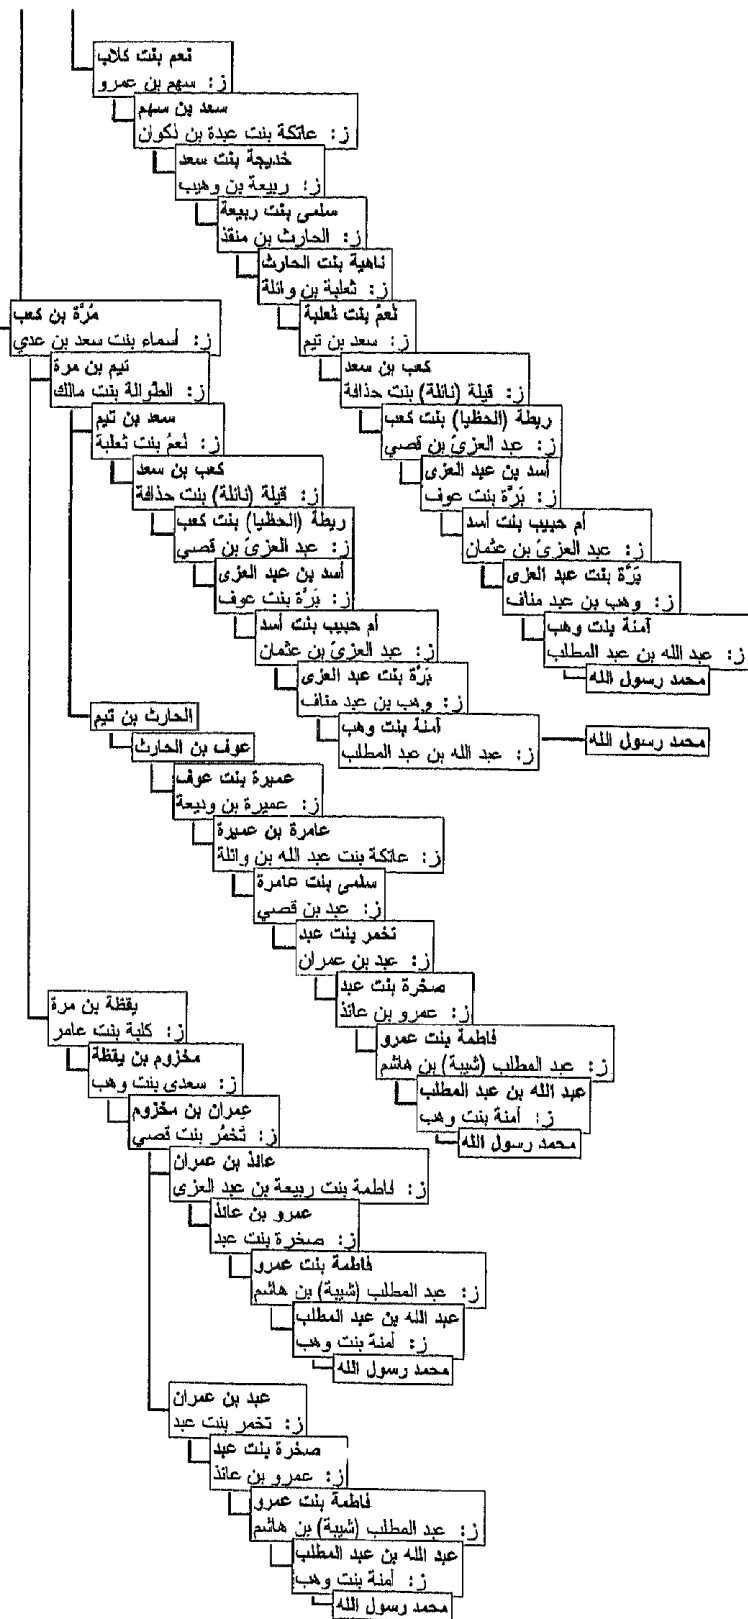 نعم بنت كلاب
ز: سهم بن عمرو
سعد بن سهم
ز: عاتكة بنت عبدة بن ذكوان
خديجة بنت سعد
ز: ربيعة بن وهيب
سلمى بنت ربيعة
ز: الحارث بن منقذ
ناهية بنت الحارث
ز: ثعلبة بن وائلة
نُعمُ بنت ثعلبة
ز: سعد بن تيم
كعب بن سعد
ز: قيلة (نائلة) بنت حذافة
ريطة (الحظيا) بنت كعب
ز: عبد العزىّ بن قصي
أسد بن عبد العزى
ز: بَرَّة بنت عوف
أم حبيب بنت أسد
ز: عبد العزىّ بن عثمان
بَرَّة بنت عبد العزى
ز: وهب بن عبد مناف
آمنة بنت وهب
ز: عبد الله بن عبد المطلب
محمد رسول الله
مُرَّة بن كعب
ز: أسماء بنت سعد بن عدي
تيم بن مرة
ز: الطوالة بنت مالك
سعد بن تيم
ز: نُعمُ بنت ثعلبة
كعب بن سعد
ز: قيلة (نائلة) بنت حذافة
ريطة (الحظيا) بنت كعب
ز: عبد العزىّ بن قصي
أسد بن عبد العزى
ز: بَرَّة بنت عوف
أم حبيب بنت أسد
ز: عبد العزىّ بن عثمان
بَرَّة بنت عبد العزى
ز: وهب بن عبد مناف
آمنة بنت وهب
ز: عبد الله بن عبد المطلب
محمد رسول الله
الحارث بن تيم
عوف بن الحارث
عميرة بنت عوف
ز: عميرة بن وديعة
عامرة بن عميرة
ز: عاتكة بنت عبد الله بن وائلة
سلمى بنت عامرة
ز: عبد بن قصي
تخمر بنت عبد
ز: عبد بن عمران
صخرة بنت عبد
ز: عمرو بن عائذ
فاطمة بنت عمرو
ز: عبد المطلب (شيبة) بن هاشم
عبد الله بن عبد المطلب
ز: آمنة بنت وهب
محمد رسول الله
يقظة بن مرة
ز: كلبة بنت عامر
مخزوم بن يقظة
ز: سعدى بنت وهب
عِمران بن مخزوم
ز: تَخمُر بنت قصي
عائذ بن عمران
ز: فاطمة بنت ربيعة بن عبد العزى
عمرو بن عائذ
ز: صخرة بنت عبد
فاطمة بنت عمرو
ز: عبد المطلب (شيبة) بن هاشم
عبد الله بن عبد المطلب
ز: آمنة بنت وهب
محمد رسول الله
عبد بن عمران
ز: تخمر بنت عبد
صخرة بنت عبد
ز: عمرو بن عائذ
فاطمة بنت عمرو
ز: عبد المطلب (شيبة) بن هاشم
عبد الله بن عبد المطلب
ز: آمنة بنت وهب
محمد رسول الله